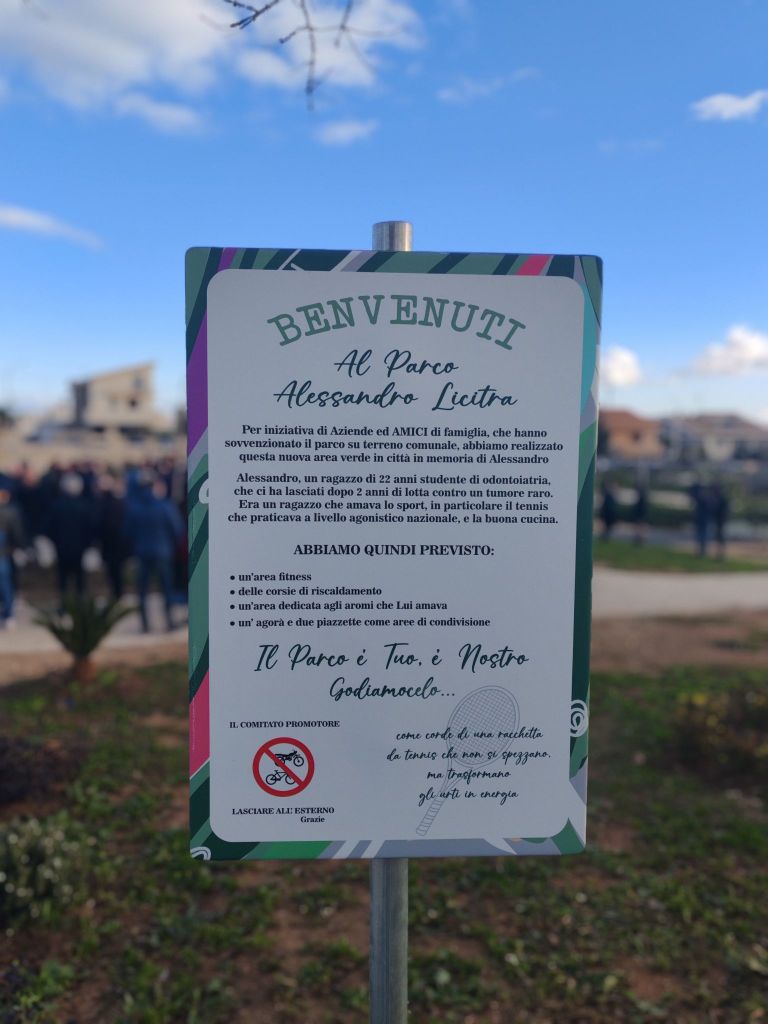 BENVENUTI
Al Parco
Alessandro Licitra
Per iniziativa di Aziende ed AMICI di famiglia, che hanno
sovvenzionato il parco su terreno comunale, abbiamo realizzato
questa nuova area verde in città in memoria di Alessandro
Alessandro, un ragazzo di 22 anni studente di odontoiatria,
che ci ha lasciati dopo 2 anni di lotta contro un tumore raro.
Era un ragazzo che amava lo sport, in particolare il tennis
che praticava a livello agonistico nazionale, e la buona cucina.
ABBIAMO QUINDI PREVISTO:
• un'area fitness
• delle corsie di riscaldamento
• un'area dedicata agli aromi che Lui amava
• un' agorà e due piazzette come aree di condivisione
Il Parco é Tuo, é Nostro
Godiamocelo...
IL COMITATO PROMOTORE
come corde di una racchetta
da tennis che non si spezzano,
ma trasformano
gli urti in energia
LASCIARE ALL' ESTERNO
Grazie